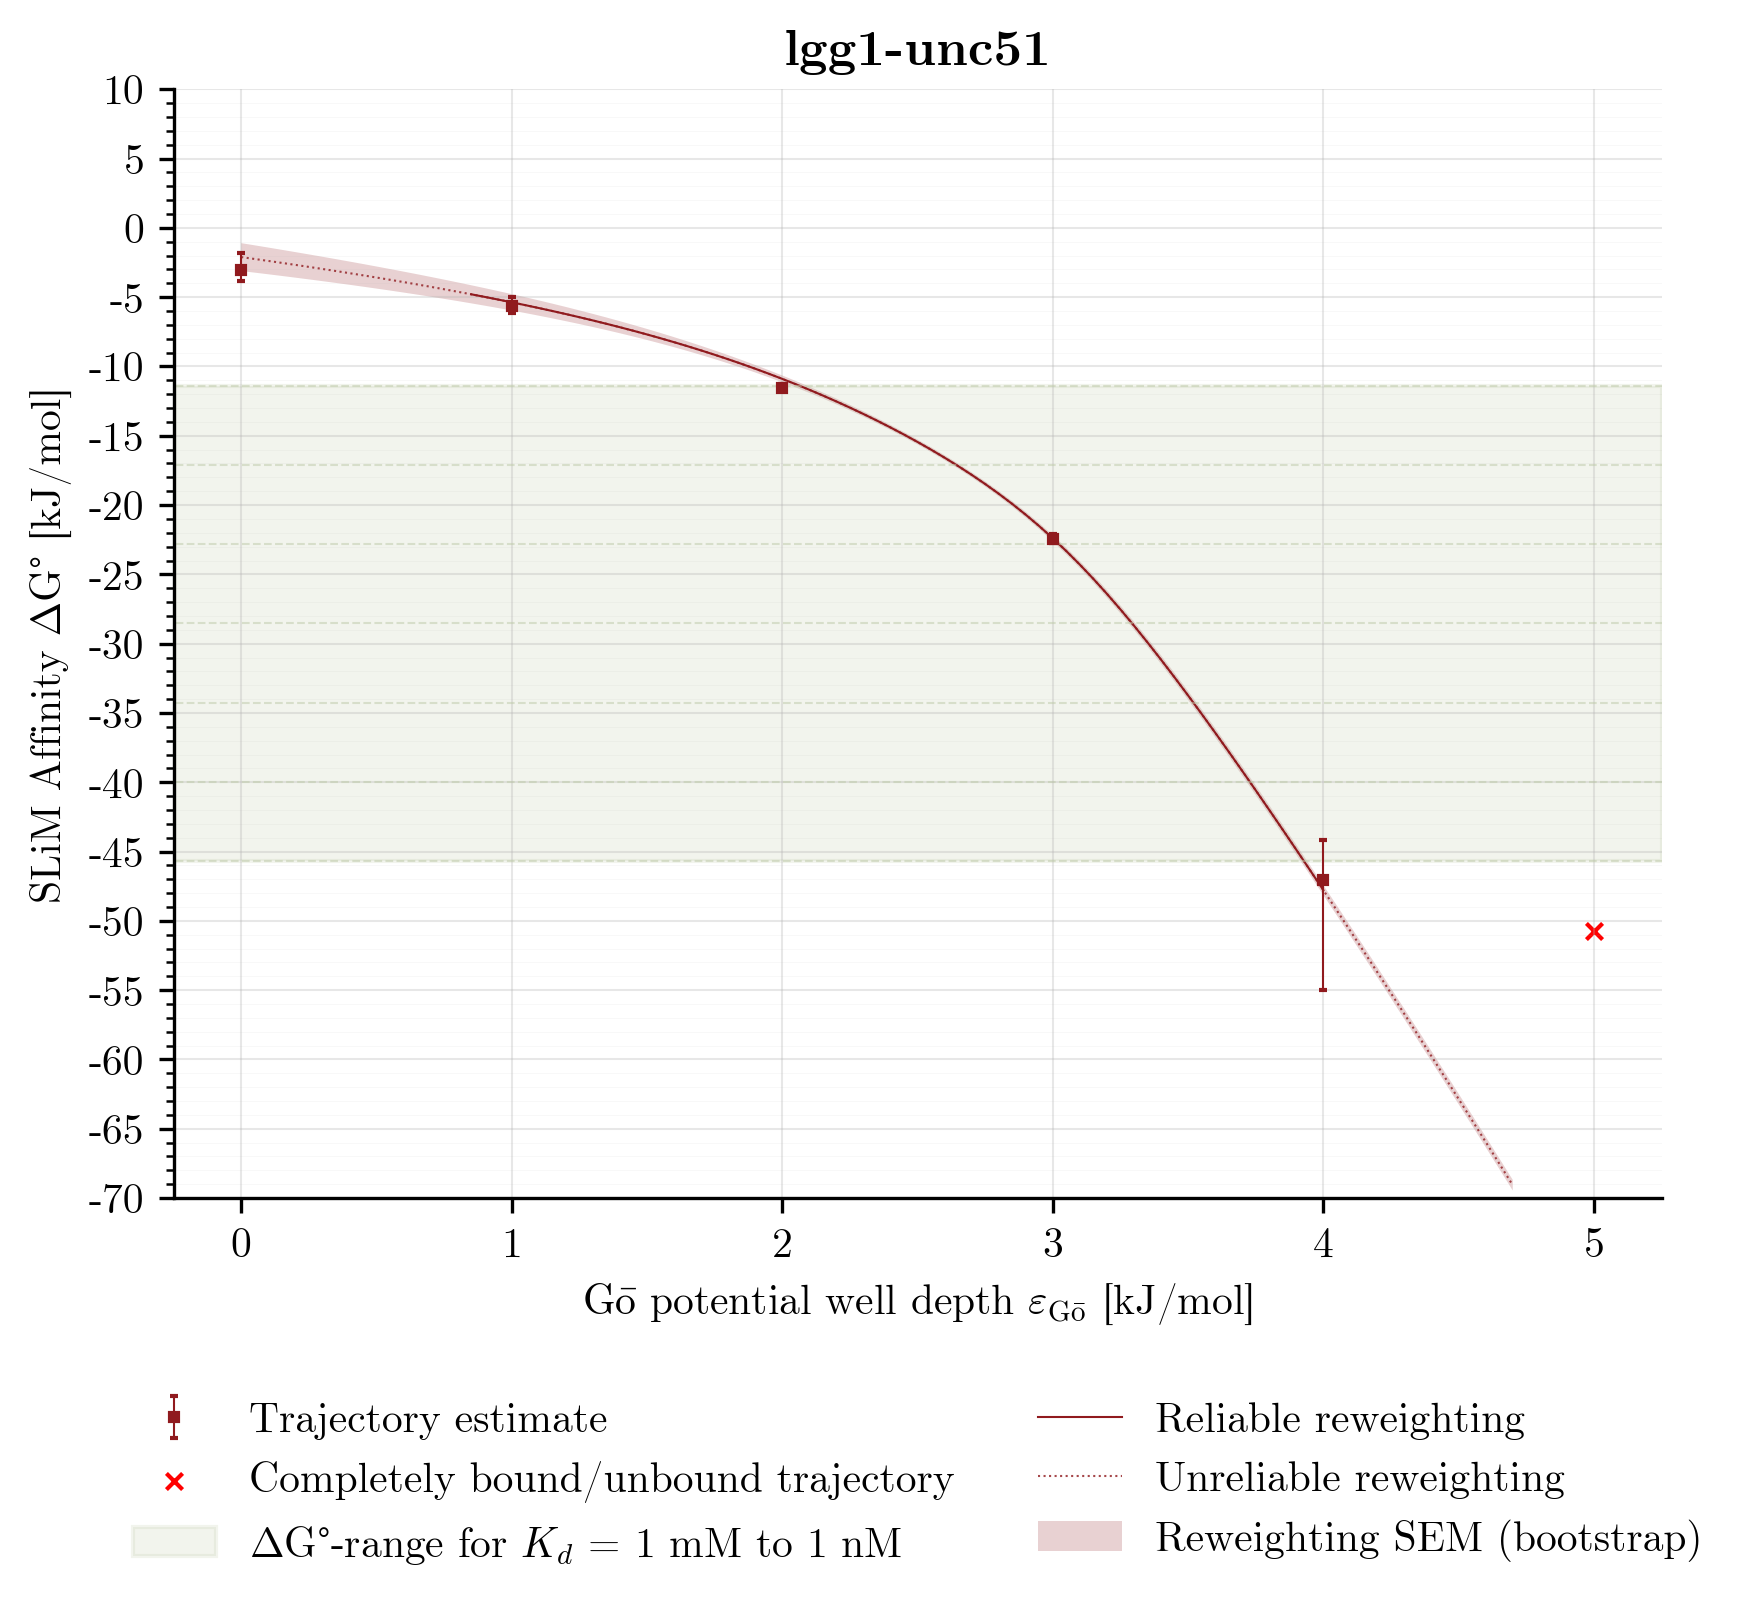 lgg1-unc51
10
5
0
-5
-10
-15
-20
-25
-30
-35
-40
-45
-50
-55
-60
-65
-70
SLiM Affinity ΔG° [kJ/mol]
0 1 2 3 4 5
Gō potential well depth εGō [kJ/mol]
Trajectory estimate
Completely bound/unbound trajectory
ΔG°-range for Kd = 1 mM to 1 nM
Reliable reweighting
Unreliable reweighting
Reweighting SEM (bootstrap)